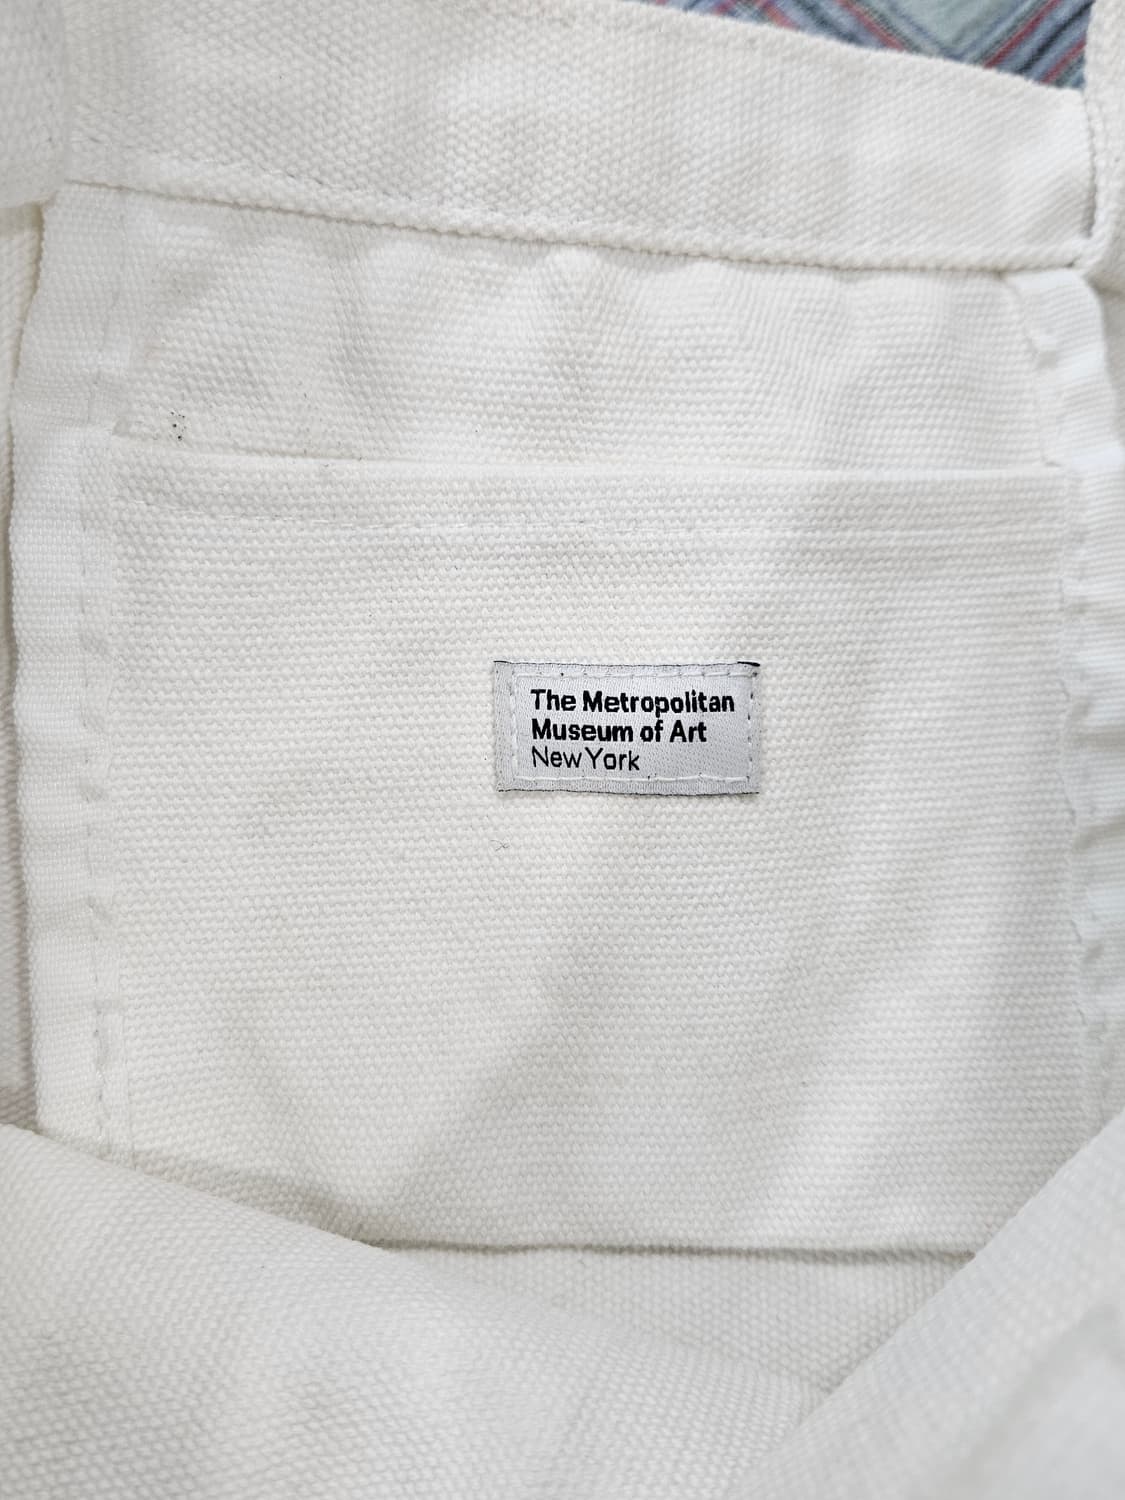 The Metropolitan
Museum of Art
New York